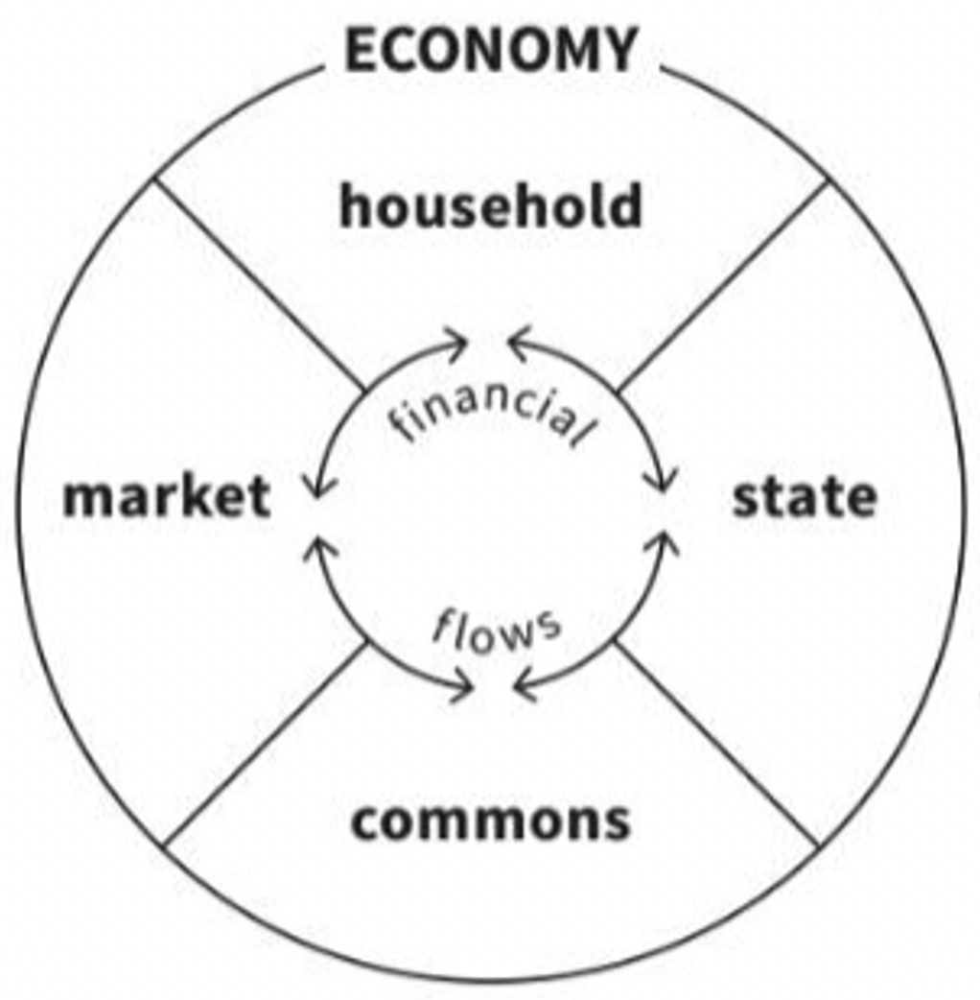 ECONOMY
household
financial
market
state
flows
commons